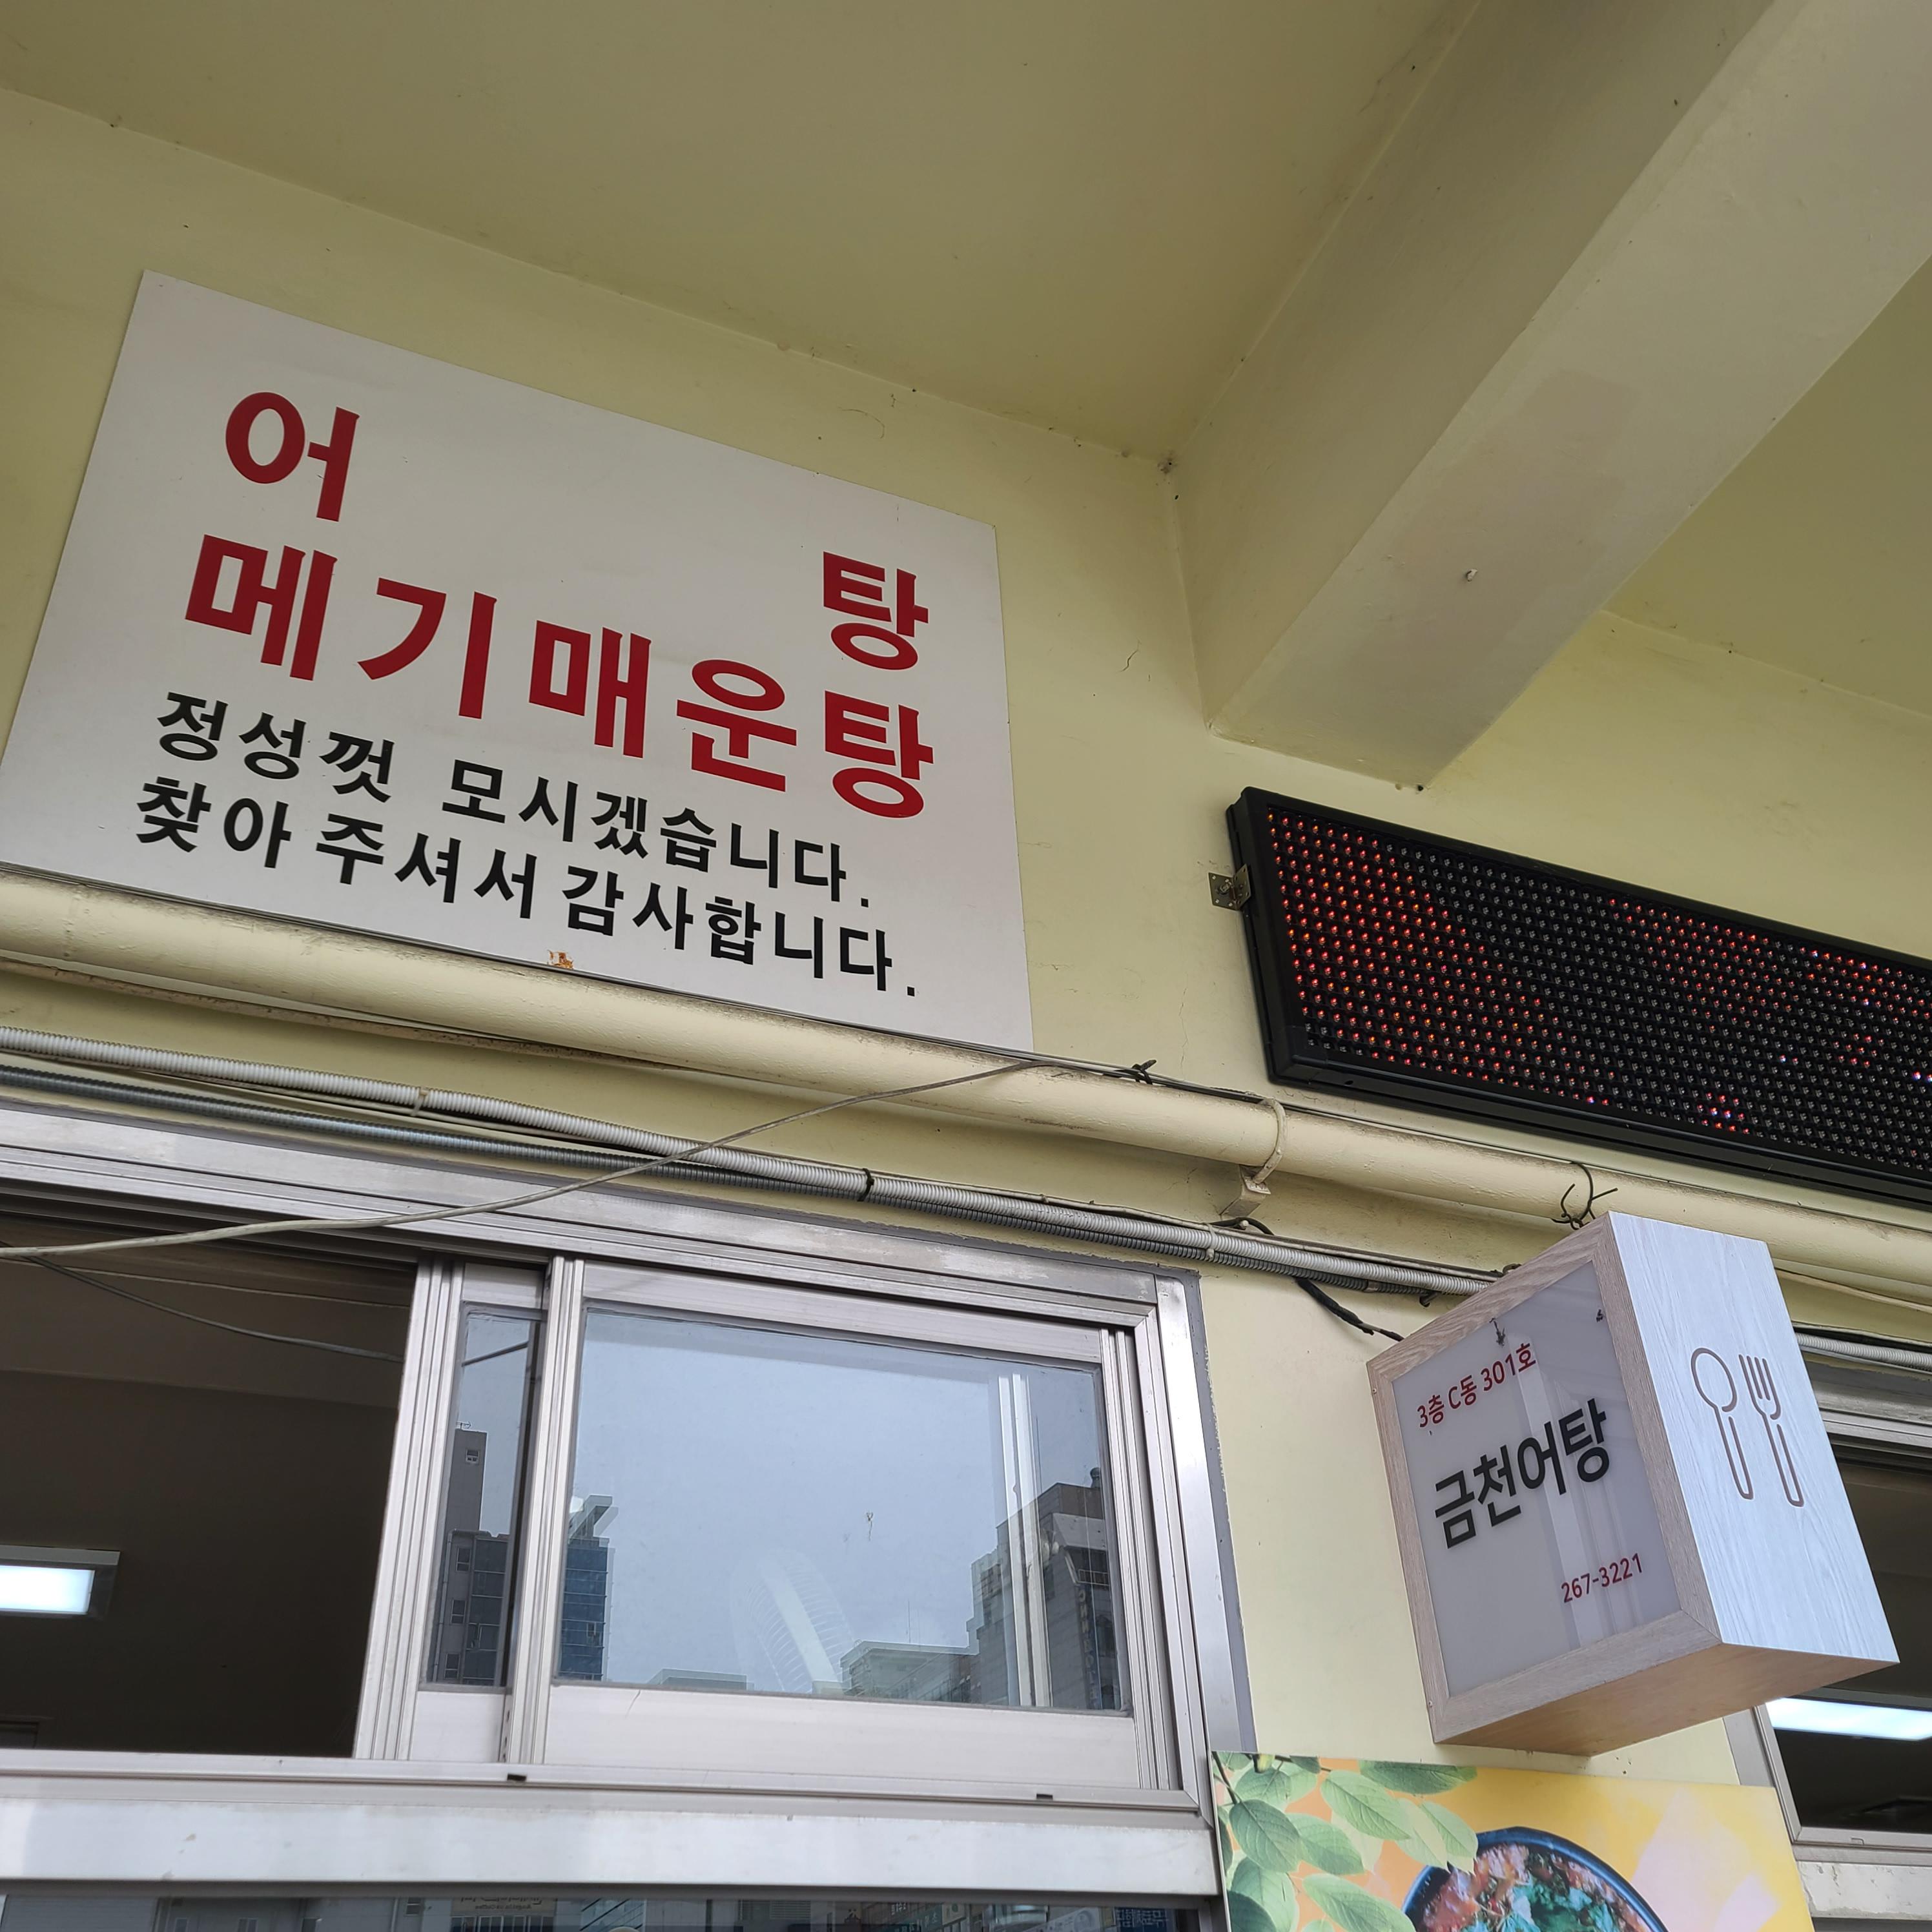 어 탕
메기매운탕
정성껏 모시겠습니다.
찾아 주셔서 감사합니다.
3층 C동 301호
금천어탕
267-3221